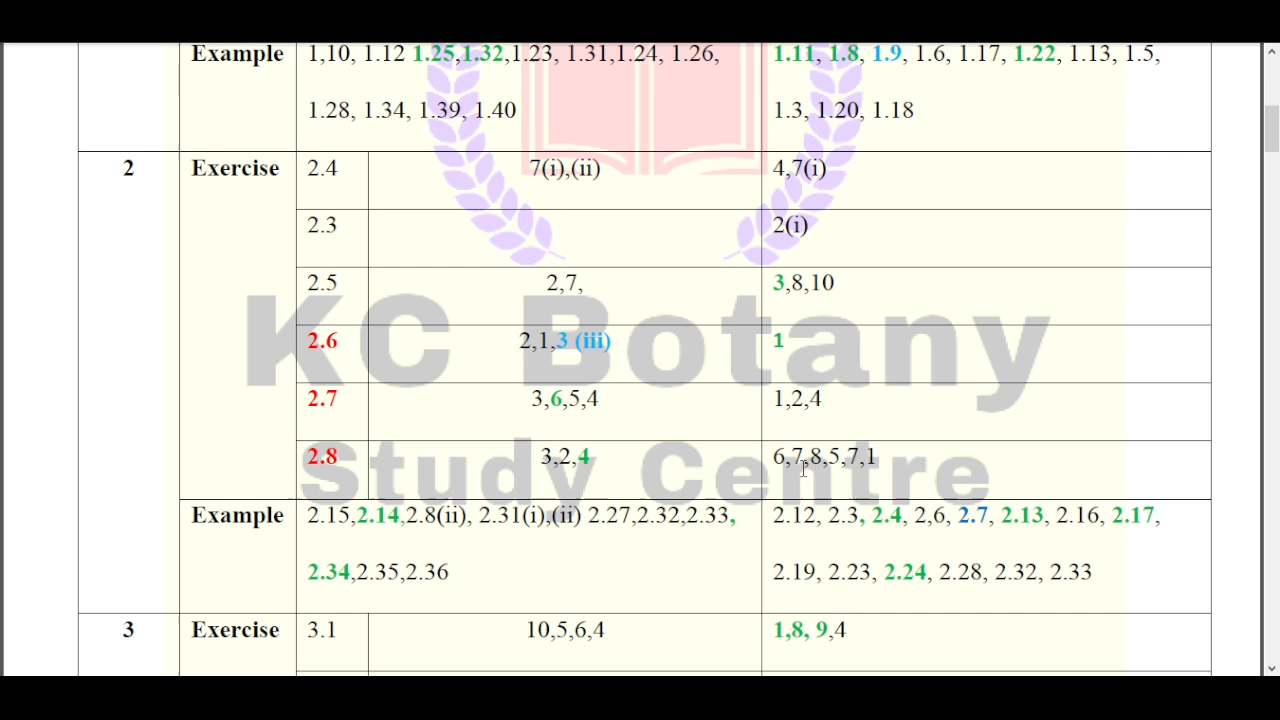 Example 1,10, 1.12 1.25,1.32,1.23, 1.31,1.24, 1.26, 1.11, 1.8, 1.9, 1.6, 1.17, 1.22, 1.13, 1.5,
1.28, 1.34, 1.39, 1.40 1.3, 1.20, 1.18
2 Exercise 2.4 7(i),(ii) 4,7(i)
2.3 2(i)
2.5 2,7, 3,8,10
2.6 2,1,3 (iii) 1
2.7 3,6,5,4 1,2,4
2.8 3,2,4 6,7,8,5,7,1
Example 2.15,2.14,2.8(ii), 2.31(i),(ii) 2.27,2.32,2.33, 2.12, 2.3, 2.4, 2,6, 2.7, 2.13, 2.16, 2.17,
2.34,2.35,2.36 2.19, 2.23, 2.24, 2.28, 2.32, 2.33
3 Exercise 3.1 10,5,6,4 1,8, 9,4
KC Botany
Study Centre